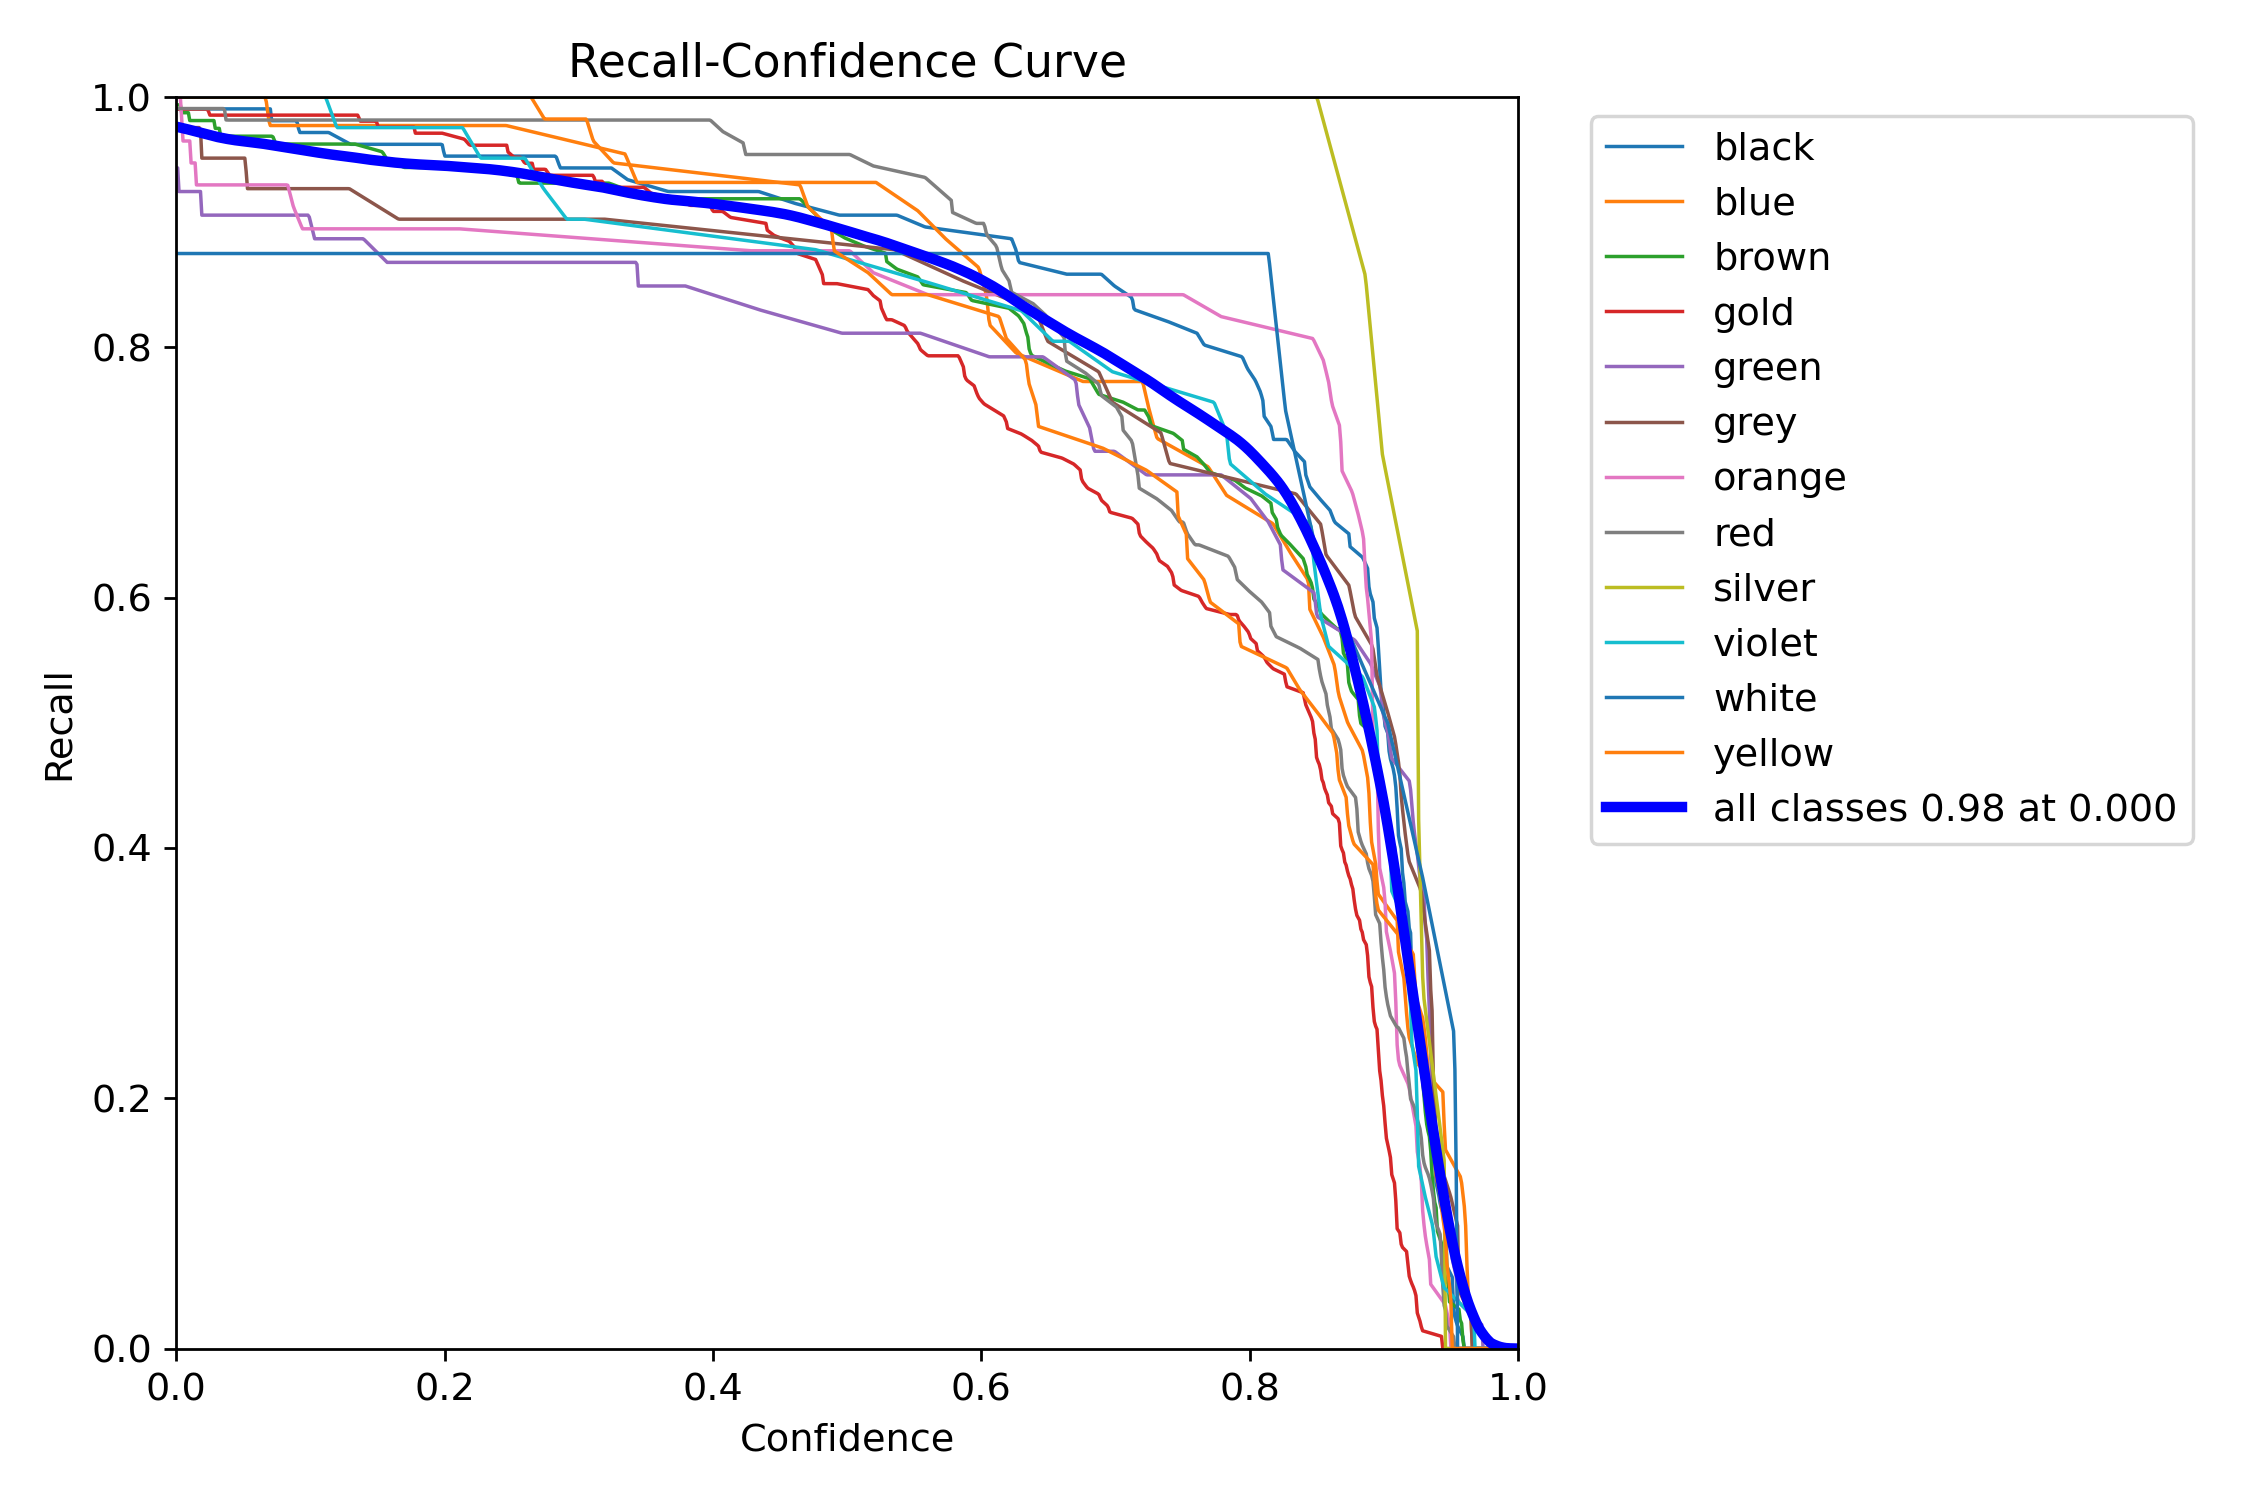 Recall-Confidence Curve
1.0
0.8
0.6
0.4
0.2
0.0
Recall
0.0 0.2 0.4 0.6 0.8 1.0
Confidence
black
blue
brown
gold
green
grey
orange
red
silver
violet
white
yellow
all classes 0.98 at 0.000